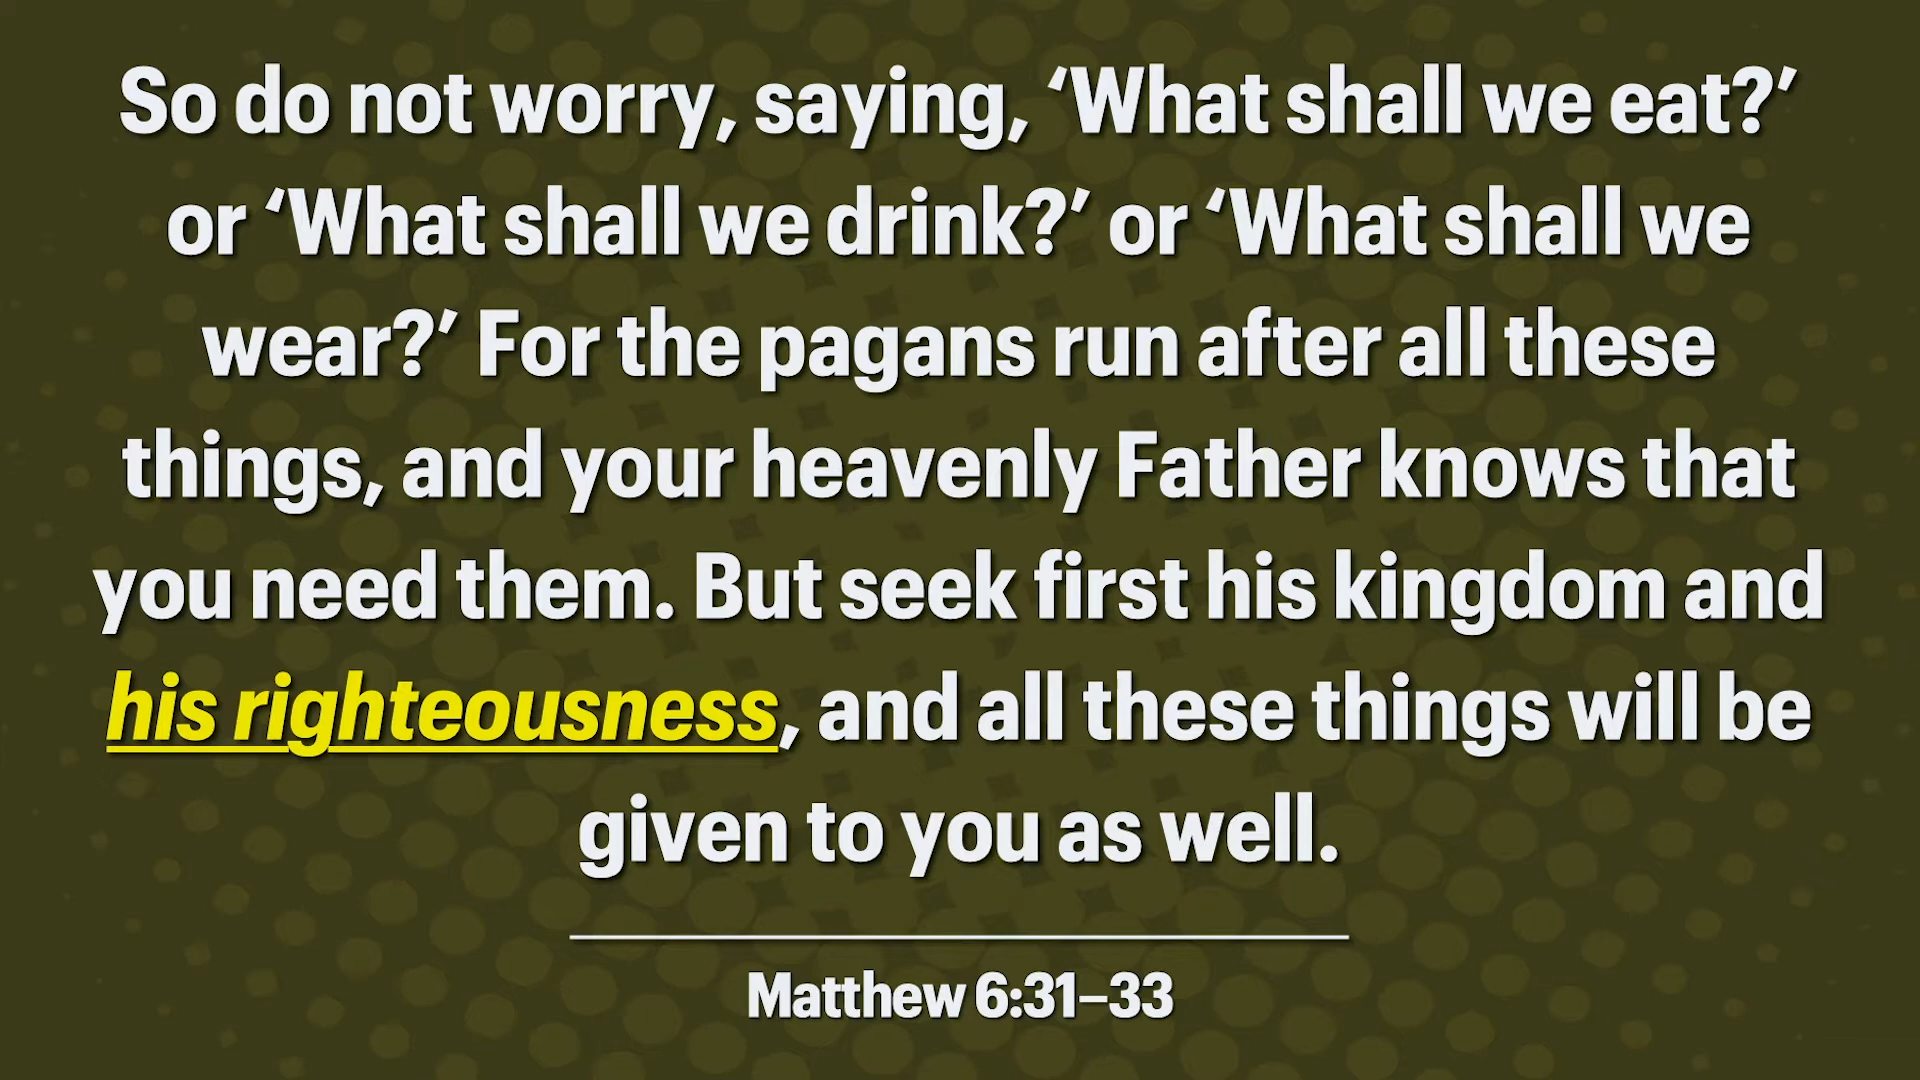 So do not worry, saying, ‘What shall we eat?’
or ‘What shall we drink?’ or ‘What shall we
wear?’ For the pagans run after all these
things, and your heavenly Father knows that
you need them. But seek first his kingdom and
his righteousness, and all these things will be
given to you as well.
Matthew 6:31–33